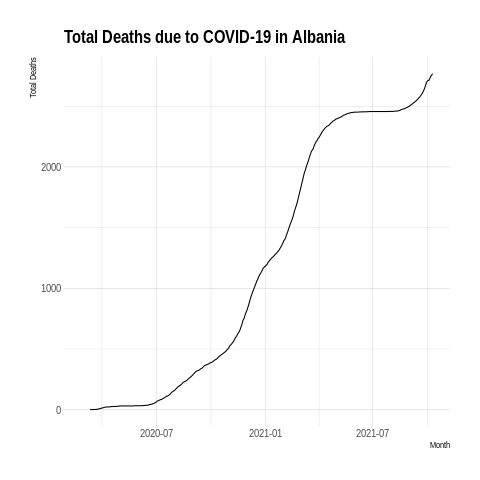 Total Deaths due to COVID-19 in Albania
Total Deaths
2000
1000
0
2020-07
2021-01
2021-07
Month